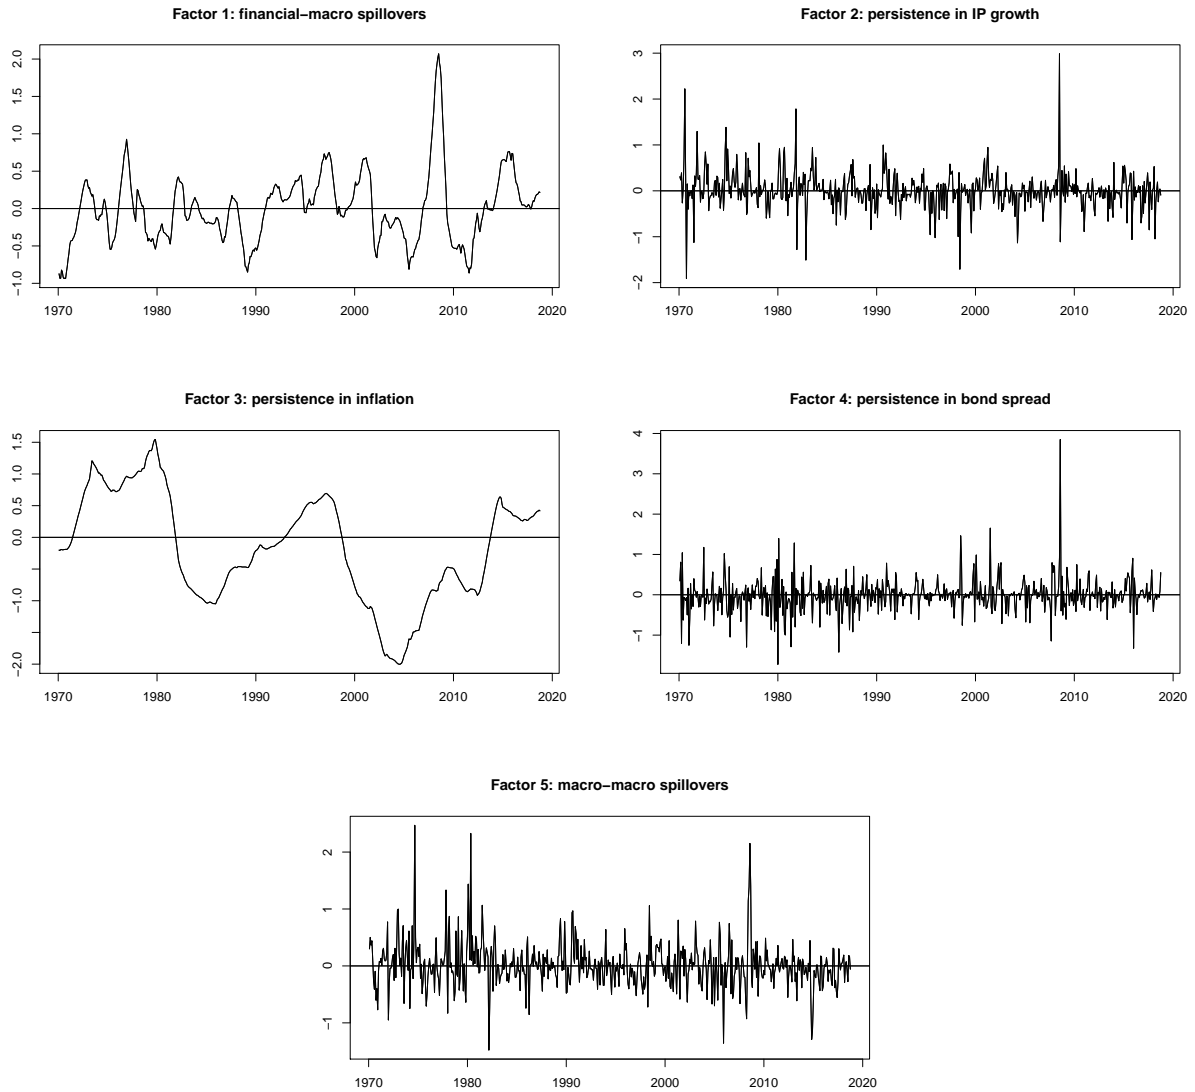 Factor 1: financial−macro spillovers
2.0
1.5
1.0
0.5
0.0
−0.5
−1.0
1970 1980 1990 2000 2010 2020
Factor 2: persistence in IP growth
3
2
1
0
−1
−2
1970 1980 1990 2000 2010 2020
Factor 3: persistence in inflation
1.5
1.0
0.5
0.0
−1.0
−2.0
1970 1980 1990 2000 2010 2020
Factor 4: persistence in bond spread
4
3
2
1
0
−1
1970 1980 1990 2000 2010 2020
Factor 5: macro−macro spillovers
2
1
0
−1
1970 1980 1990 2000 2010 2020